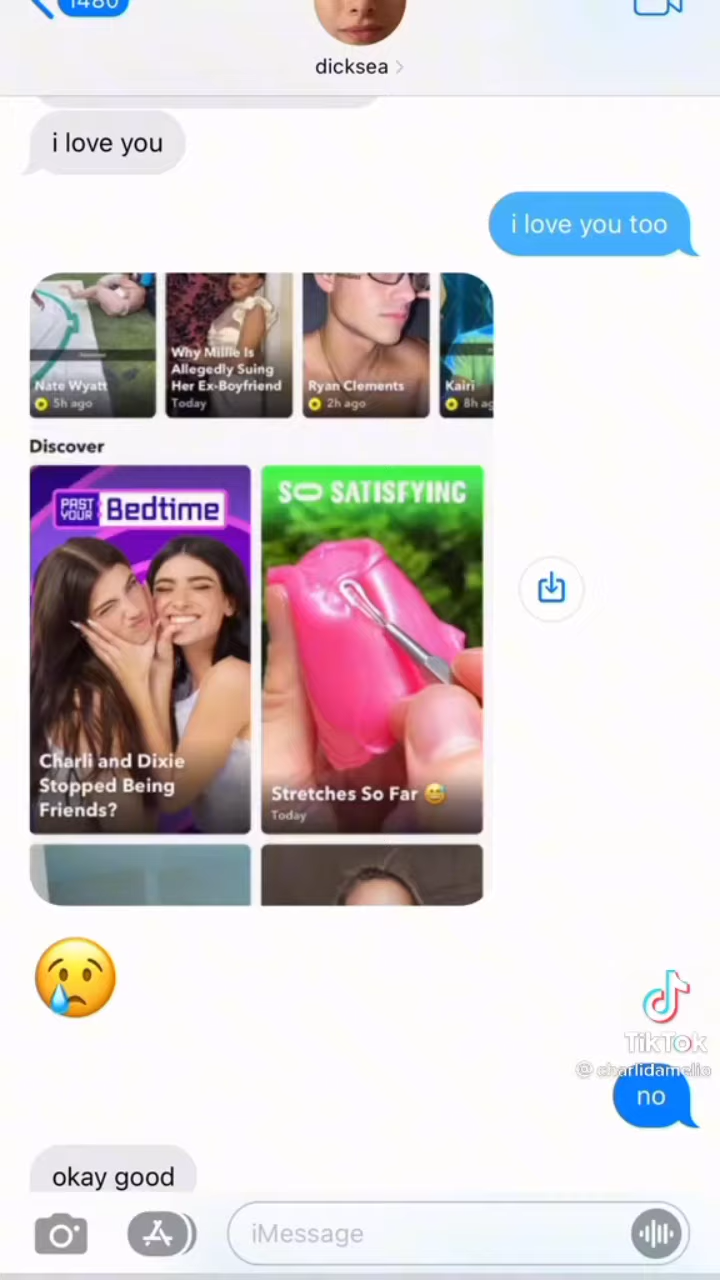 1480
dicksea
i love you
i love you too
Nate Wyatt
5h ago
Why Millie Is
Allegedly Suing
Her Ex-Boyfriend
Today
Ryan Clements
2h ago
Kairi
8h ag
Discover
PAST
YOUR
Bedtime
Charli and Dixie
Stopped Being
Friends?
SO SATISFYING
Stretches So Far 😅
Today
😢
TikTok
@ charlidamelio
no
okay good
iMessage